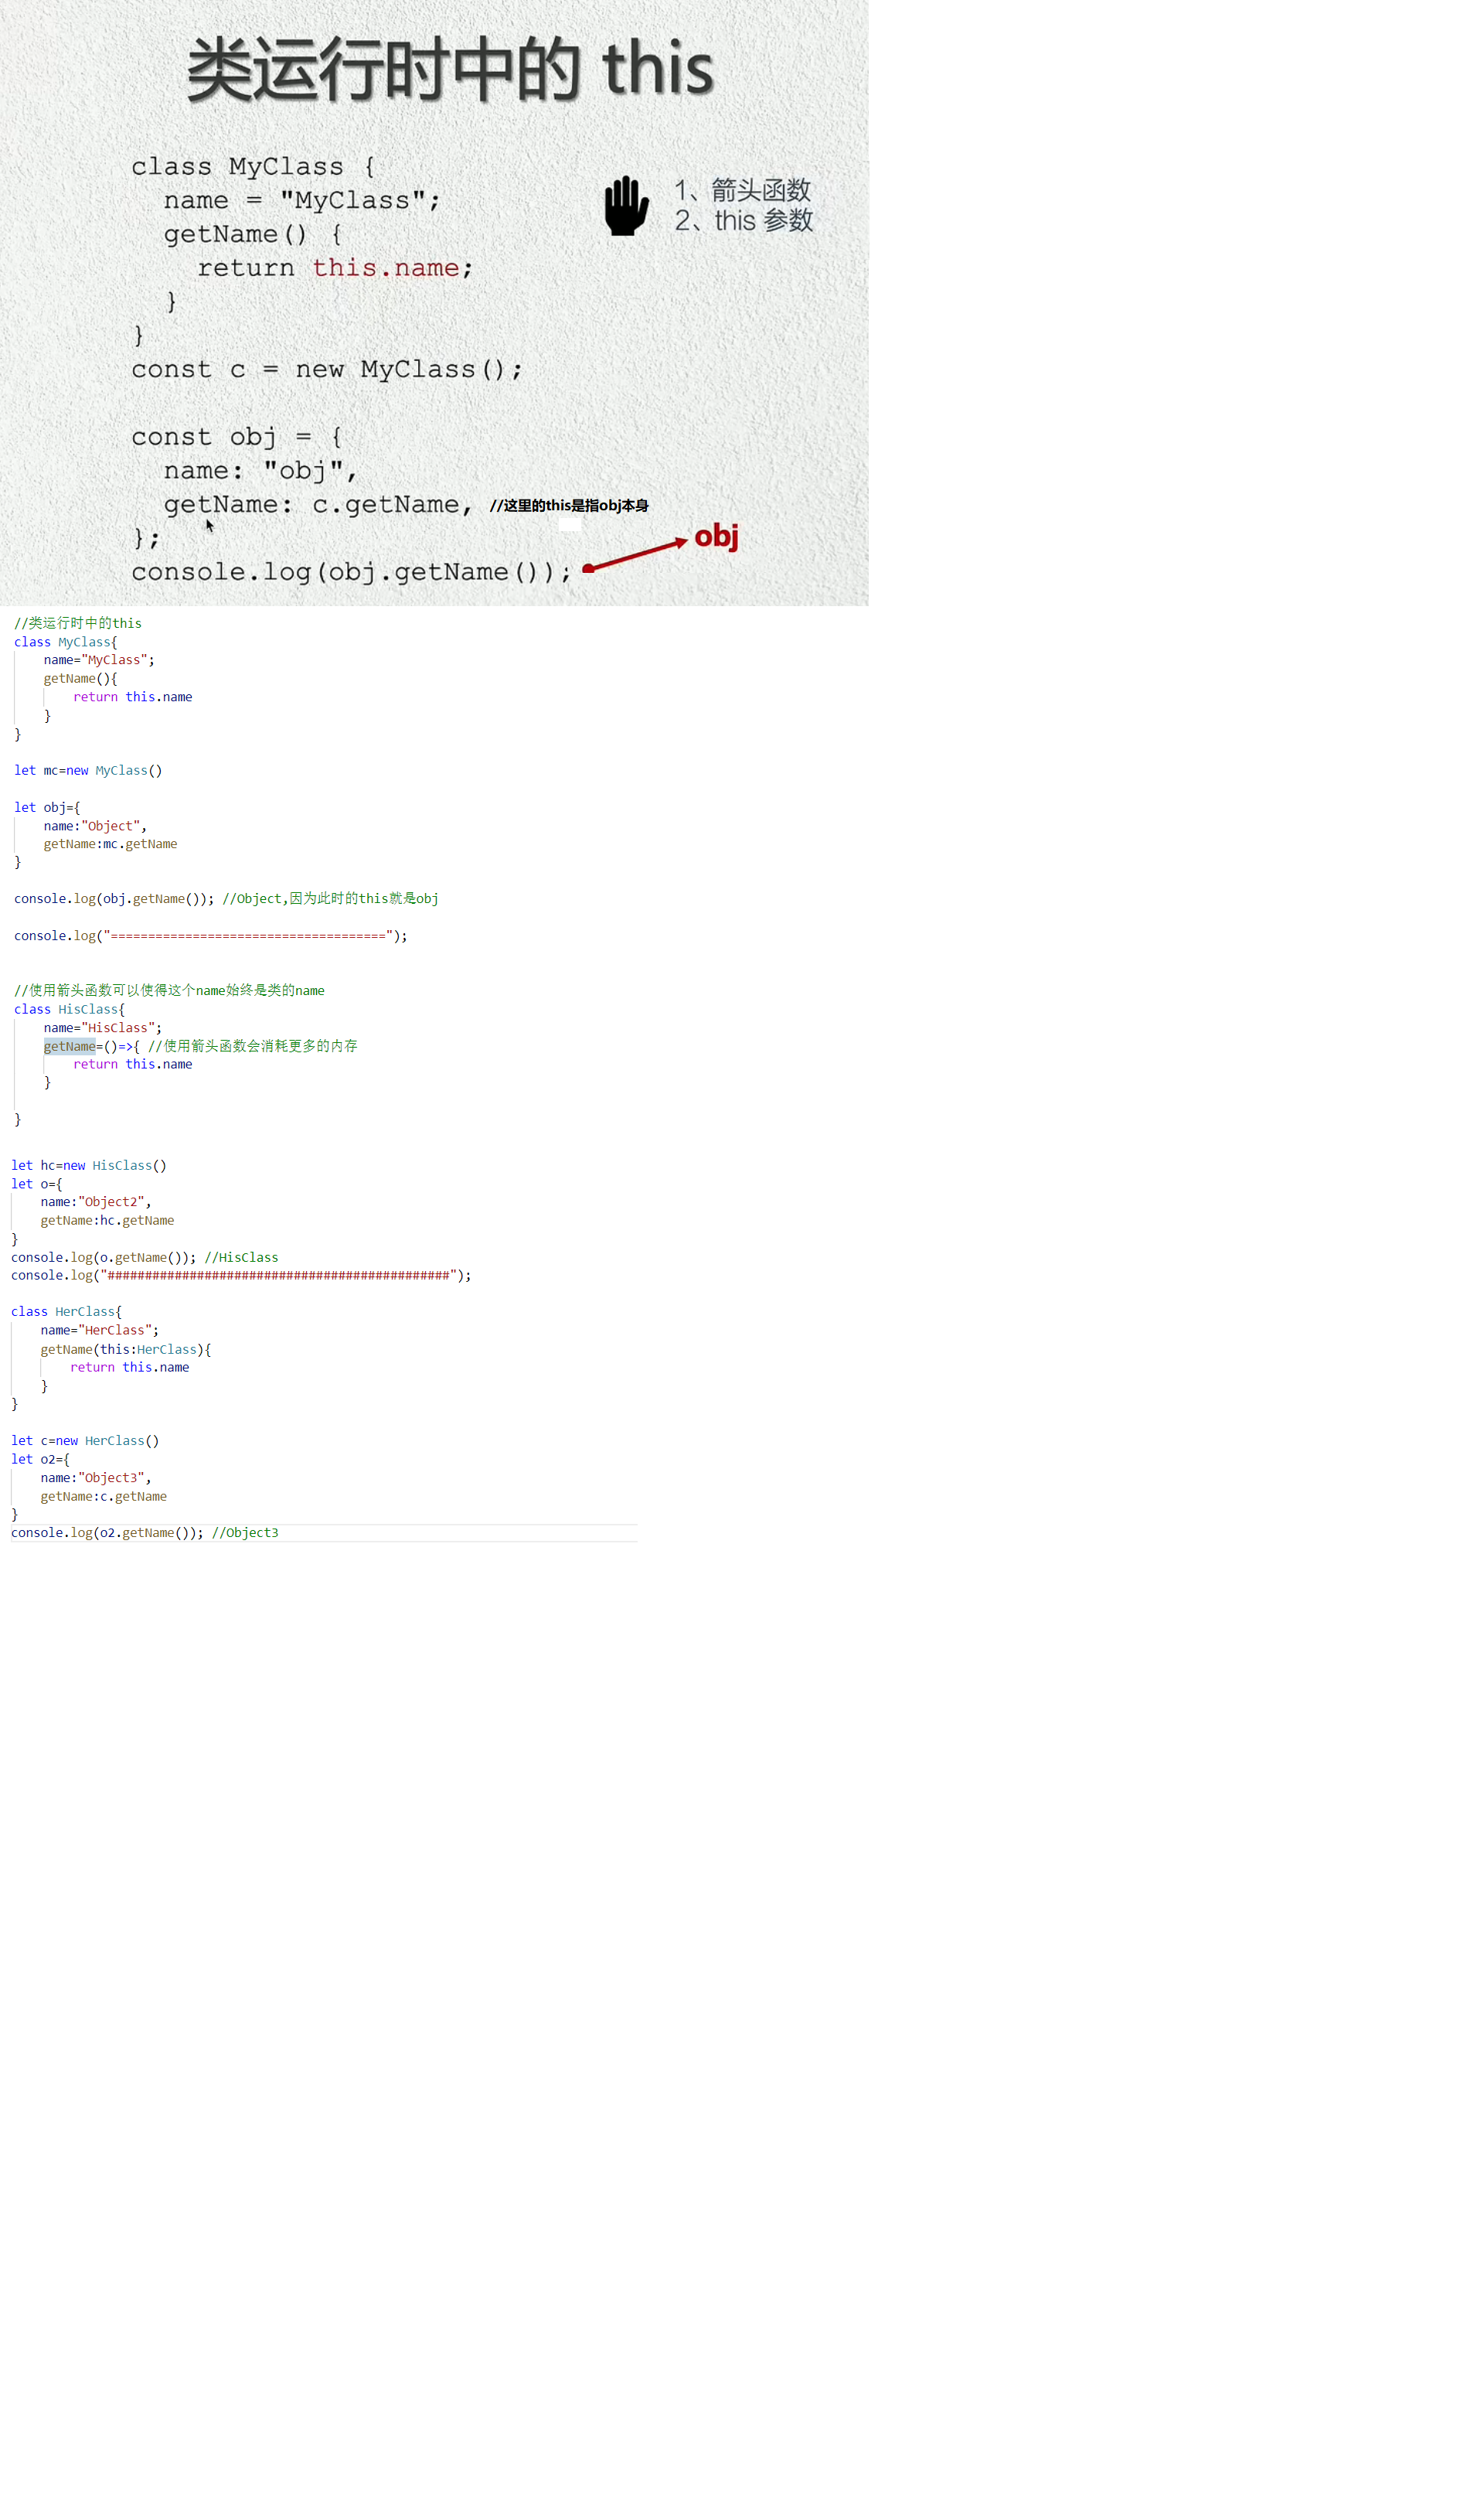 类运行时中的 this
class MyClass {
name = "MyClass";
getName() {
return this.name;
}
}
const c = new MyClass();
1、箭头函数
2、this 参数
const obj = {
name: "obj",
getName: c.getName, //这里的this是指obj本身
};
console.log(obj.getName());
obj
//类运行时中的this
class MyClass{
name="MyClass";
getName(){
return this.name
}
}
let mc=new MyClass()
let obj={
name:"Object",
getName:mc.getName
}
console.log(obj.getName()); //Object,因为此时的this就是obj
console.log("=====================================");
//使用箭头函数可以使得这个name始终是类的name
class HisClass{
name="HisClass";
getName=()=>{ //使用箭头函数会消耗更多的内存
return this.name
}
}
let hc=new HisClass()
let o={
name:"Object2",
getName:hc.getName
}
console.log(o.getName()); //HisClass
console.log("##############################################");
class HerClass{
name="HerClass";
getName(this:HerClass){
return this.name
}
}
let c=new HerClass()
let o2={
name:"Object3",
getName:c.getName
}
console.log(o2.getName()); //Object3